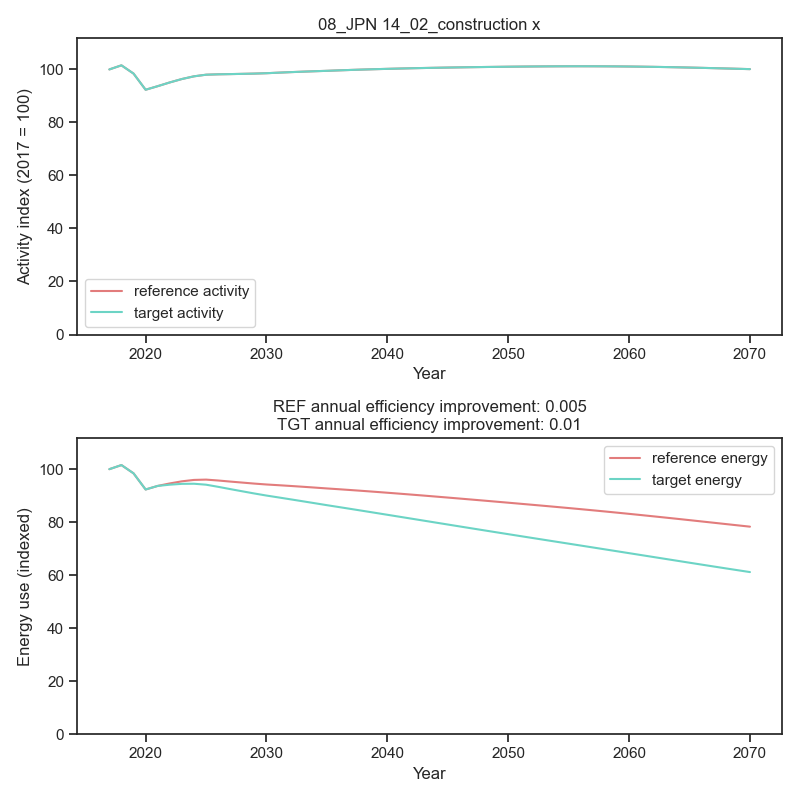 08_JPN 14_02_construction x
Activity index (2017 = 100)
100
80
60
40
20
0
reference activity
target activity
2020 2030 2040 2050 2060 2070
Year
REF annual efficiency improvement: 0.005
TGT annual efficiency improvement: 0.01
Energy use (indexed)
100
80
60
40
20
0
reference energy
target energy
2020 2030 2040 2050 2060 2070
Year